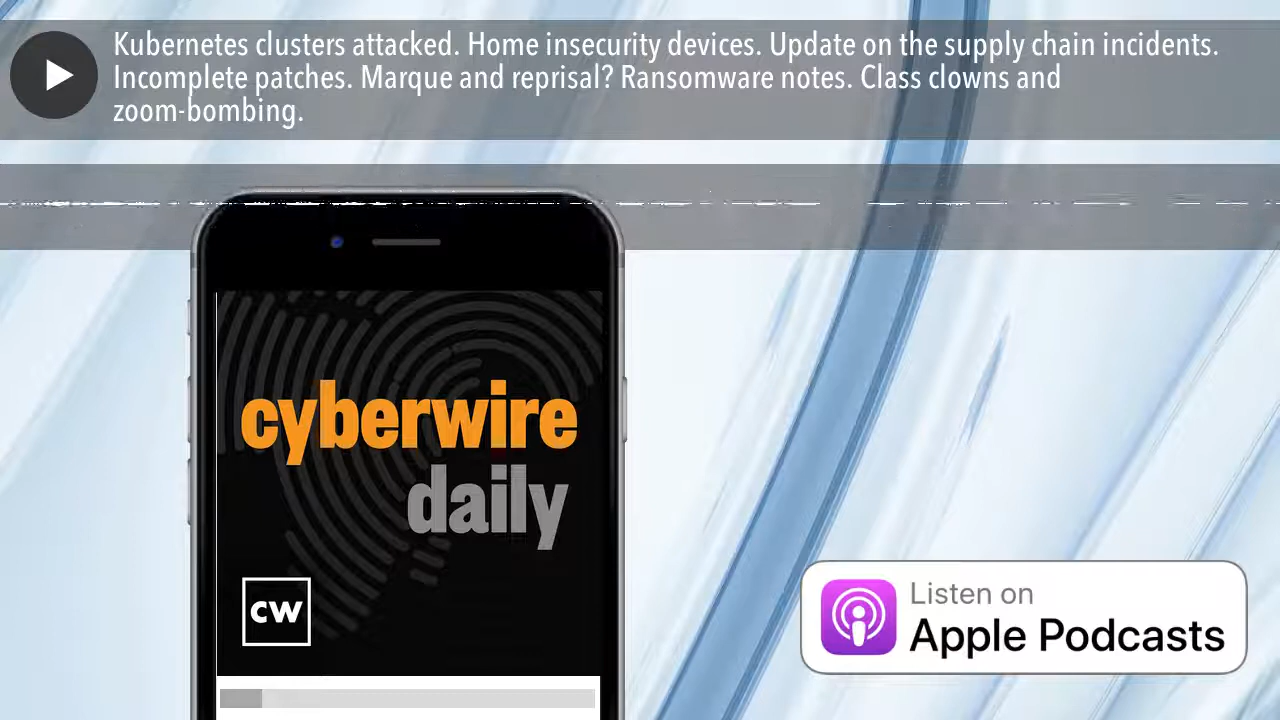 Kubernetes clusters attacked. Home insecurity devices. Update on the supply chain incidents.
Incomplete patches. Marque and reprisal? Ransomware notes. Class clowns and
zoom-bombing.
cyberwire
daily
CW
Listen on
Apple Podcasts